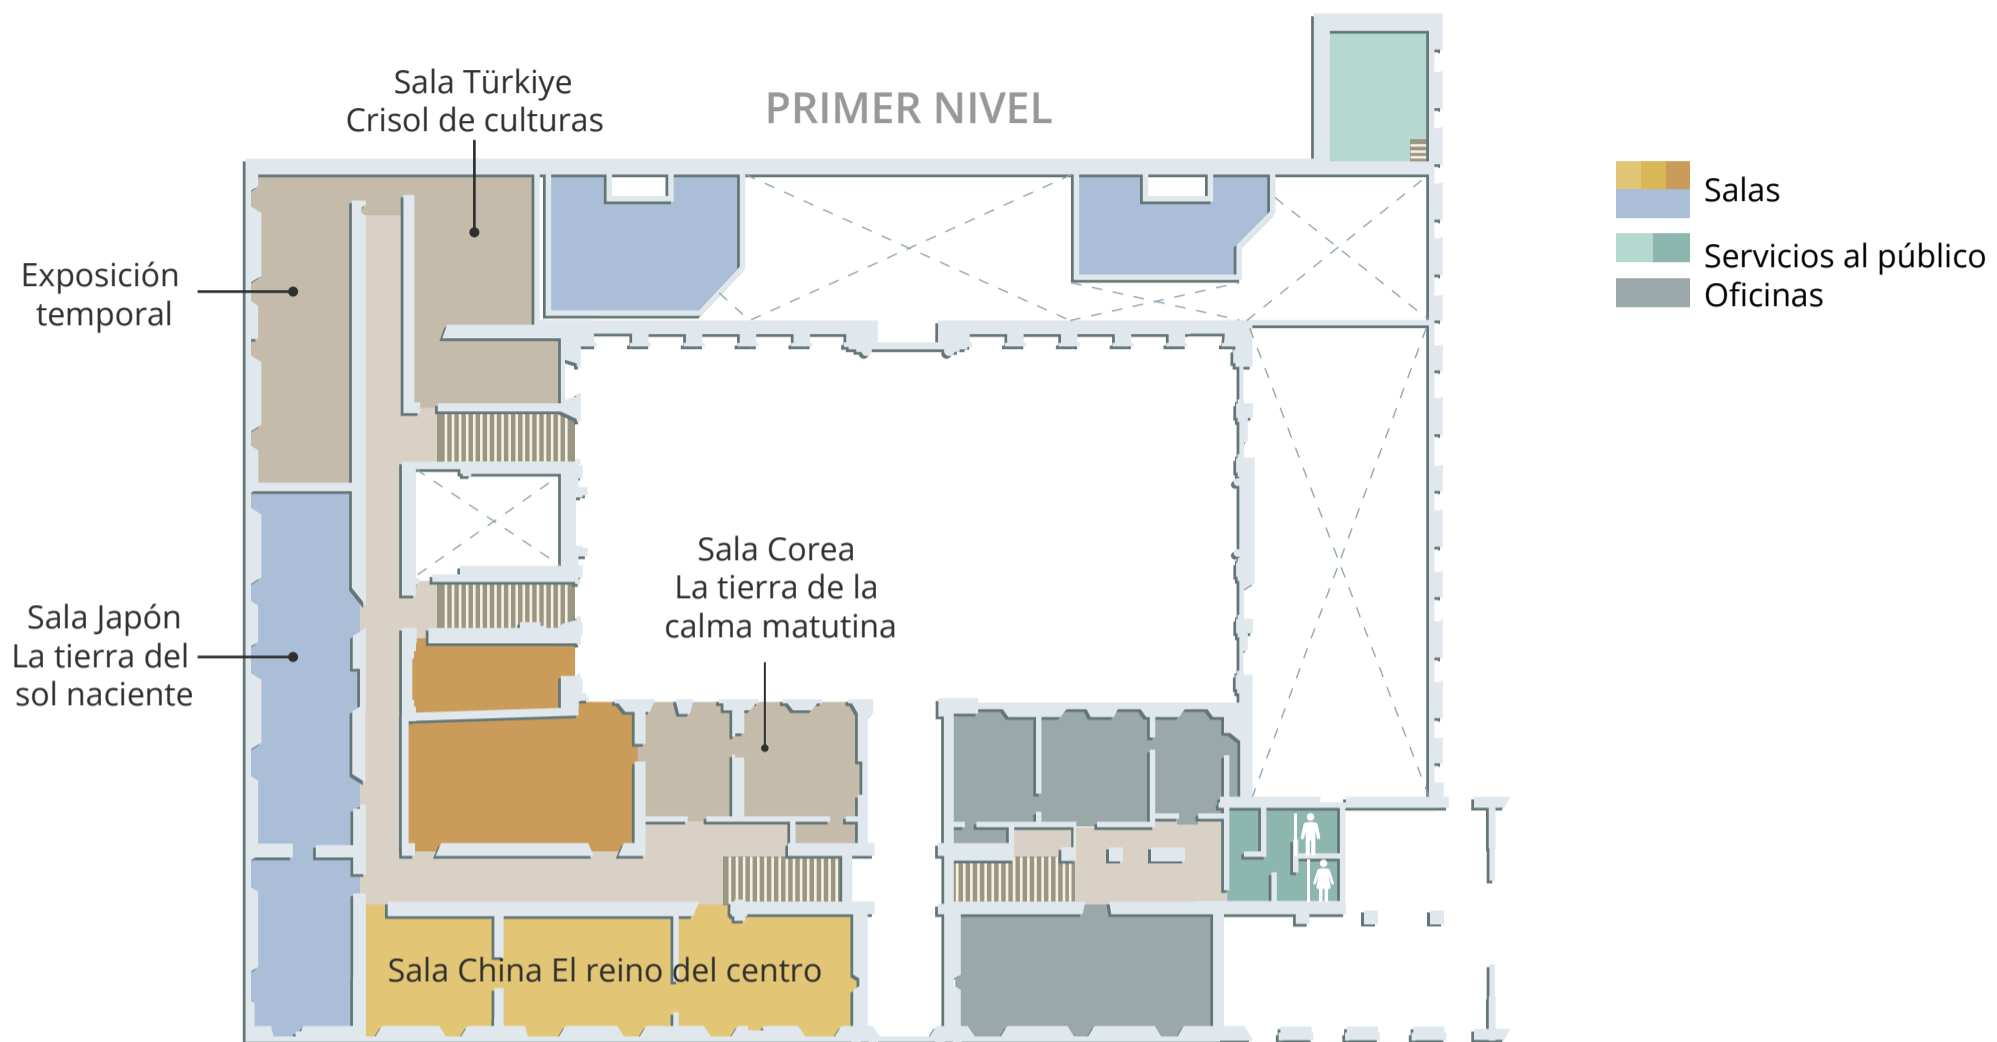 PRIMER NIVEL
Sala Türkiye
Crisol de culturas
Exposición
temporal
Sala Japón
La tierra del
sol naciente
Sala Corea
La tierra de la
calma matutina
Sala China El reino del centro
Salas
Servicios al público
Oficinas